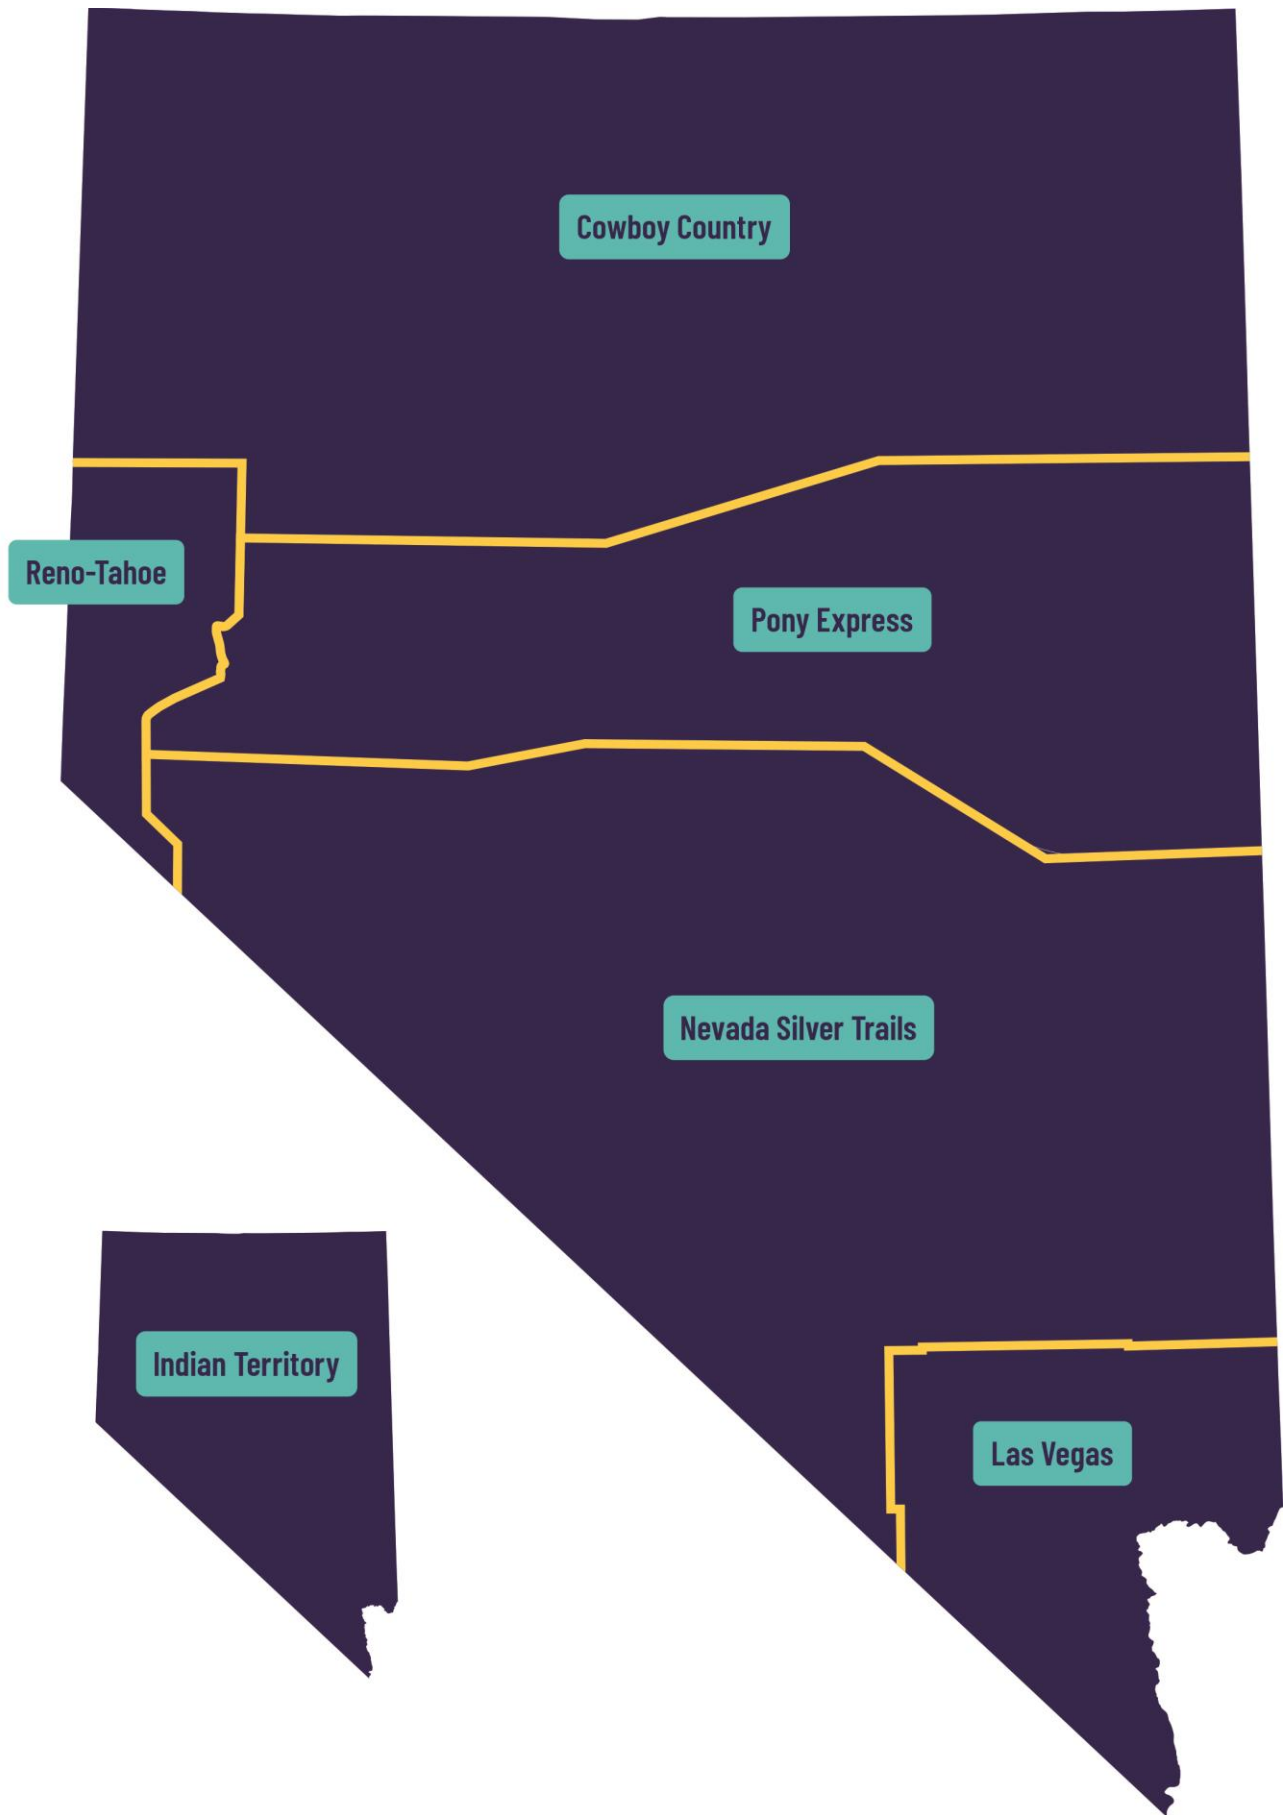 Cowboy Country
Reno-Tahoe
Pony Express
Nevada Silver Trails
Indian Territory
Las Vegas